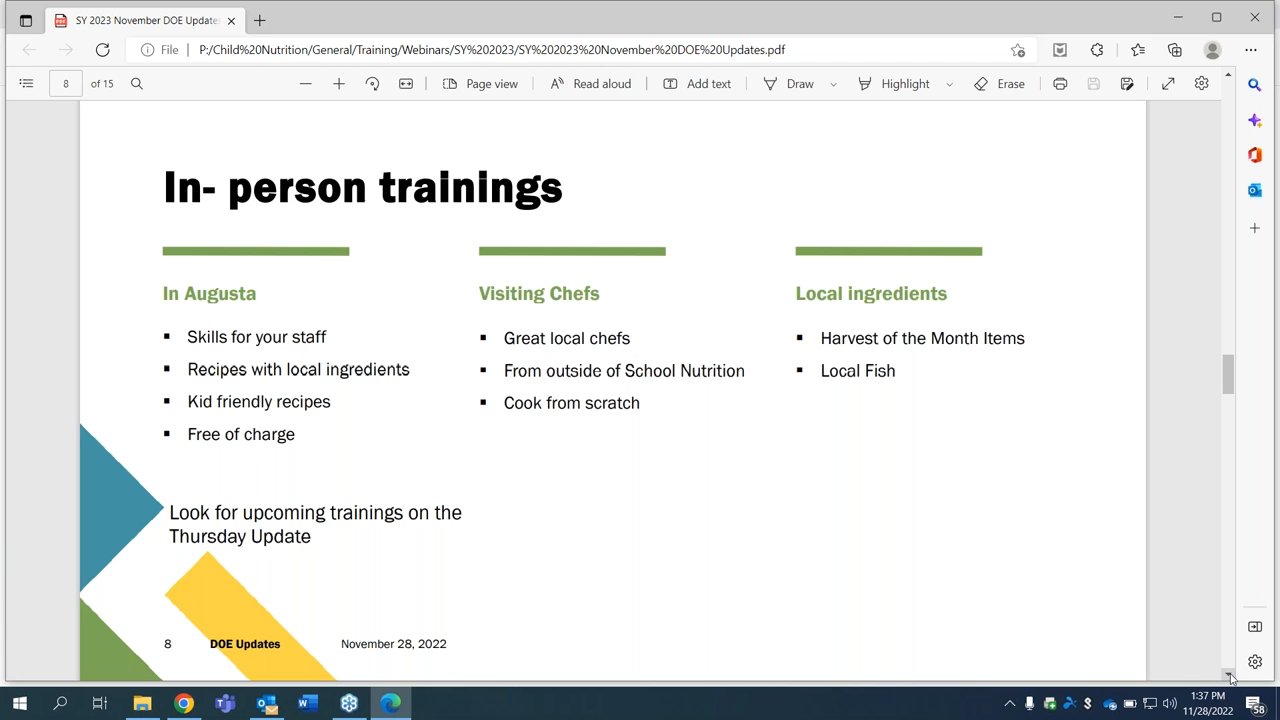 SY 2023 November DOE Update
File
P:/Child%20Nutrition/General/Training/Webinars/SY%202023/SY%202023%20November%20DOE%20Updates.pdf
8 of 15
Page view
Read aloud
Add text
Draw
Highlight
Erase
In- person trainings
In Augusta
▪ Skills for your staff
▪ Recipes with local ingredients
▪ Kid friendly recipes
▪ Free of charge
Visiting Chefs
▪ Great local chefs
▪ From outside of School Nutrition
▪ Cook from scratch
Local ingredients
▪ Harvest of the Month Items
▪ Local Fish
Look for upcoming trainings on the
Thursday Update
8 DOE Updates November 28, 2022
1:37 PM
11/28/2022
58